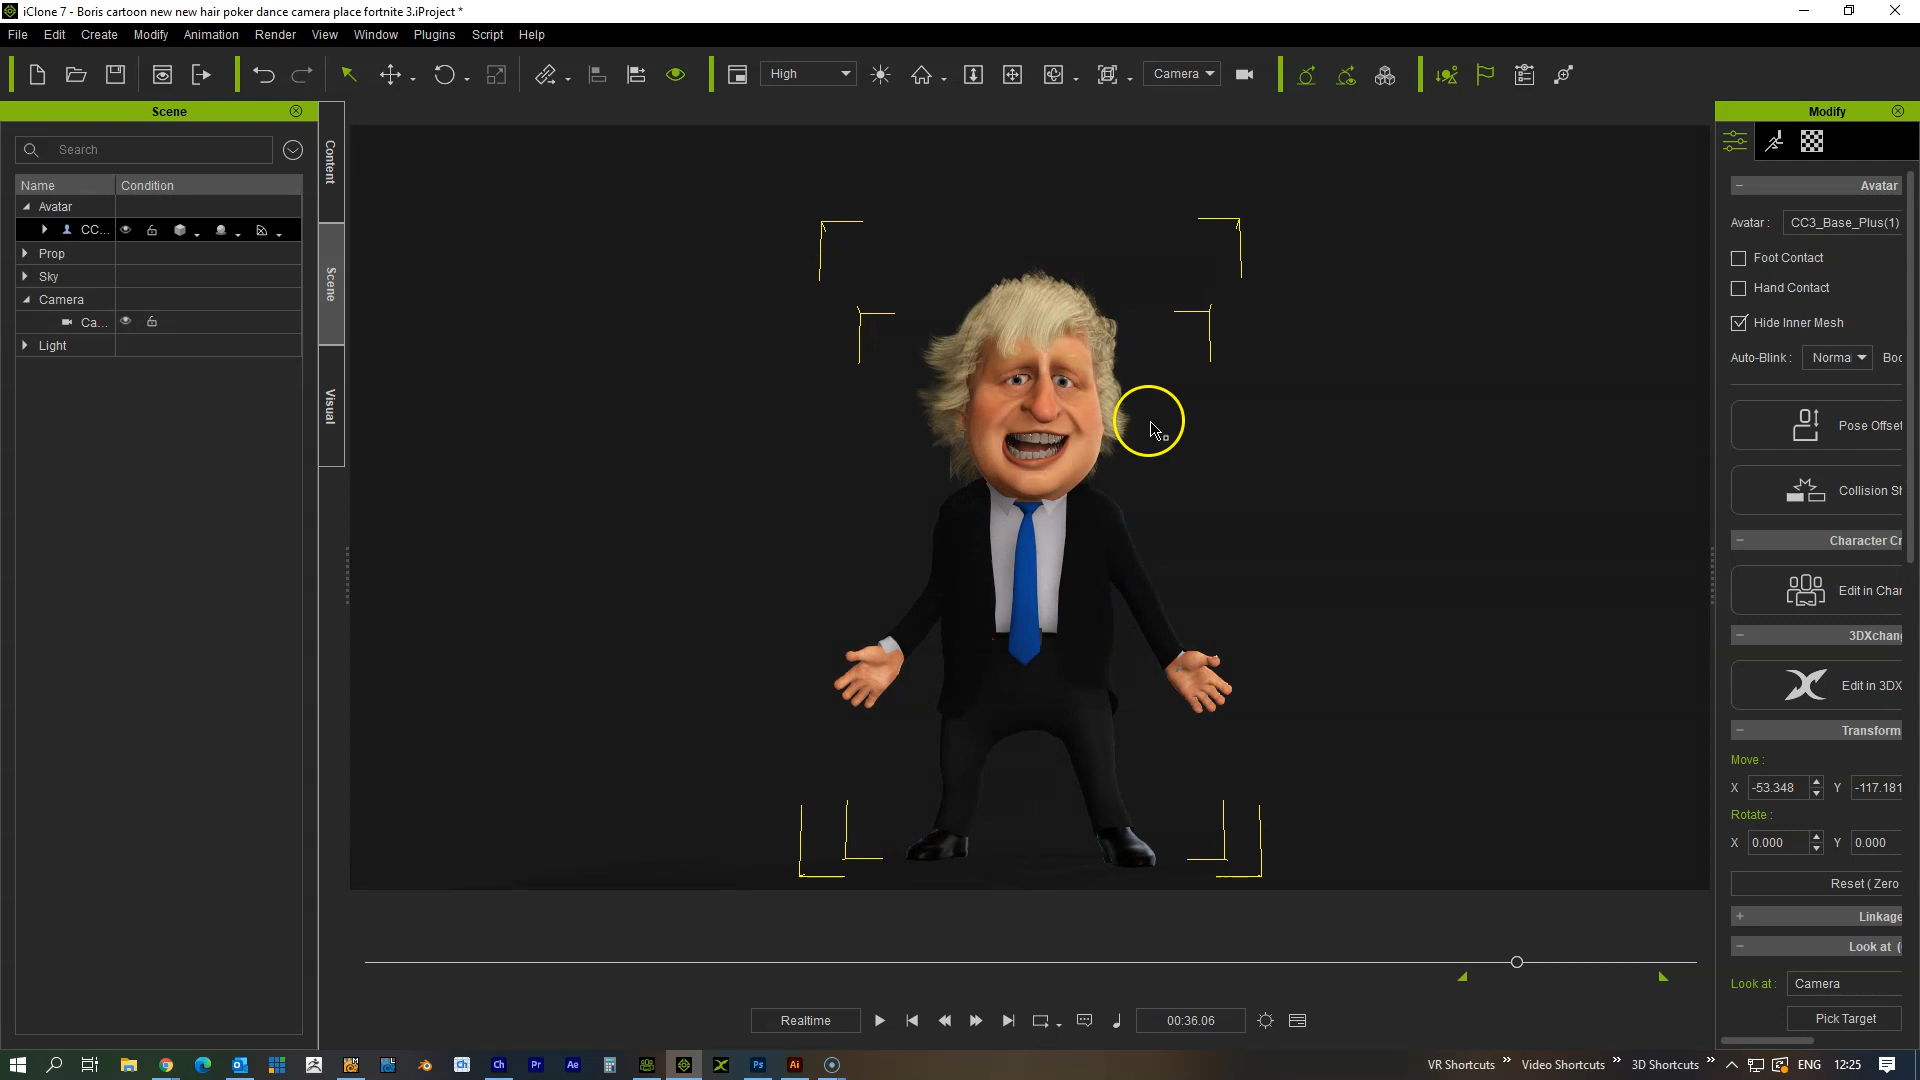 iClone 7 - Boris cartoon new new hair poker dance camera place fortnite 3.iProject *
File Edit Create Modify Animation Render View Window Plugins Script Help
High
Camera
Scene
Search
Name Condition
Avatar
CC...
Prop
Sky
Camera
Ca...
Light
Content
Scene
Visual
Modify
Avatar
Avatar : CC3_Base_Plus(1)
Foot Contact
Hand Contact
Hide Inner Mesh
Auto-Blink : Norma Boc
Pose Offset
Collision Sh
Character Cr
Edit in Char
3DXchang
Edit in 3DX
Transform
Move :
X -53.348 Y -117.181
Rotate :
X 0.000 Y 0.000
Reset ( Zero
Linkage
Look at (
Look at : Camera
Pick Target
Realtime
00:36.06
VR Shortcuts » Video Shortcuts » 3D Shortcuts » ENG 12:25